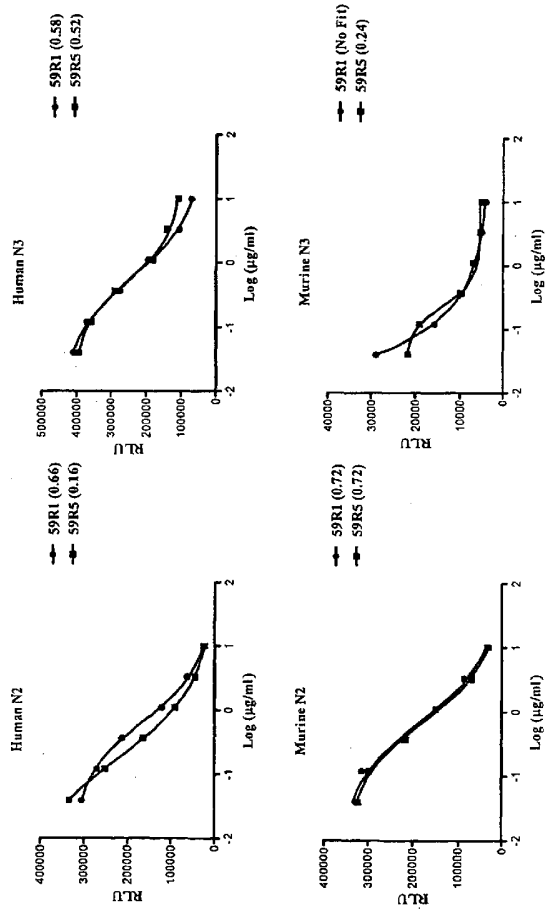 Human N2
400000
300000
200000
100000
0
RLU
-2
-1
0
1
2
Log (µg/ml)
59R1 (0.66)
59R5 (0.16)
Human N3
500000
400000
300000
200000
100000
0
RLU
-2
-1
0
1
2
Log (µg/ml)
59R1 (0.58)
59R5 (0.52)
Murine N2
400000
300000
200000
100000
0
RLU
-2
-1
0
1
2
Log (µg/ml)
59R1 (0.72)
59R5 (0.72)
Murine N3
40000
30000
20000
10000
0
RLU
-2
-1
0
1
2
Log (µg/ml)
59R1 (No Fit)
59R5 (0.24)